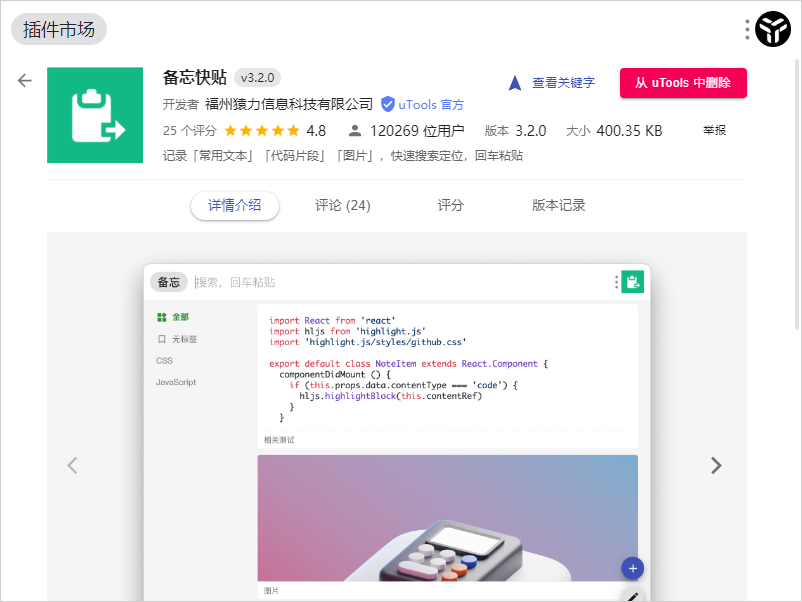 插件市场
备忘快贴 v3.2.0
开发者 福州猿力信息科技有限公司 uTools 官方
查看关键字
从 uTools 中删除
25 个评分 4.8 120269 位用户 版本 3.2.0 大小 400.35 KB 举报
记录「常用文本」「代码片段」「图片」，快速搜索定位，回车粘贴
详情介绍 评论 (24) 评分 版本记录
备忘 搜索，回车粘贴
全部
无标签
CSS
JavaScript
import React from 'react'
import hljs from 'highlight.js'
import 'highlight.js/styles/github.css'
export default class NoteItem extends React.Component {
componentDidMount () {
if (this.props.data.contentType === 'code') {
hljs.highlightBlock(this.contentRef)
}
}
相关测试
图片